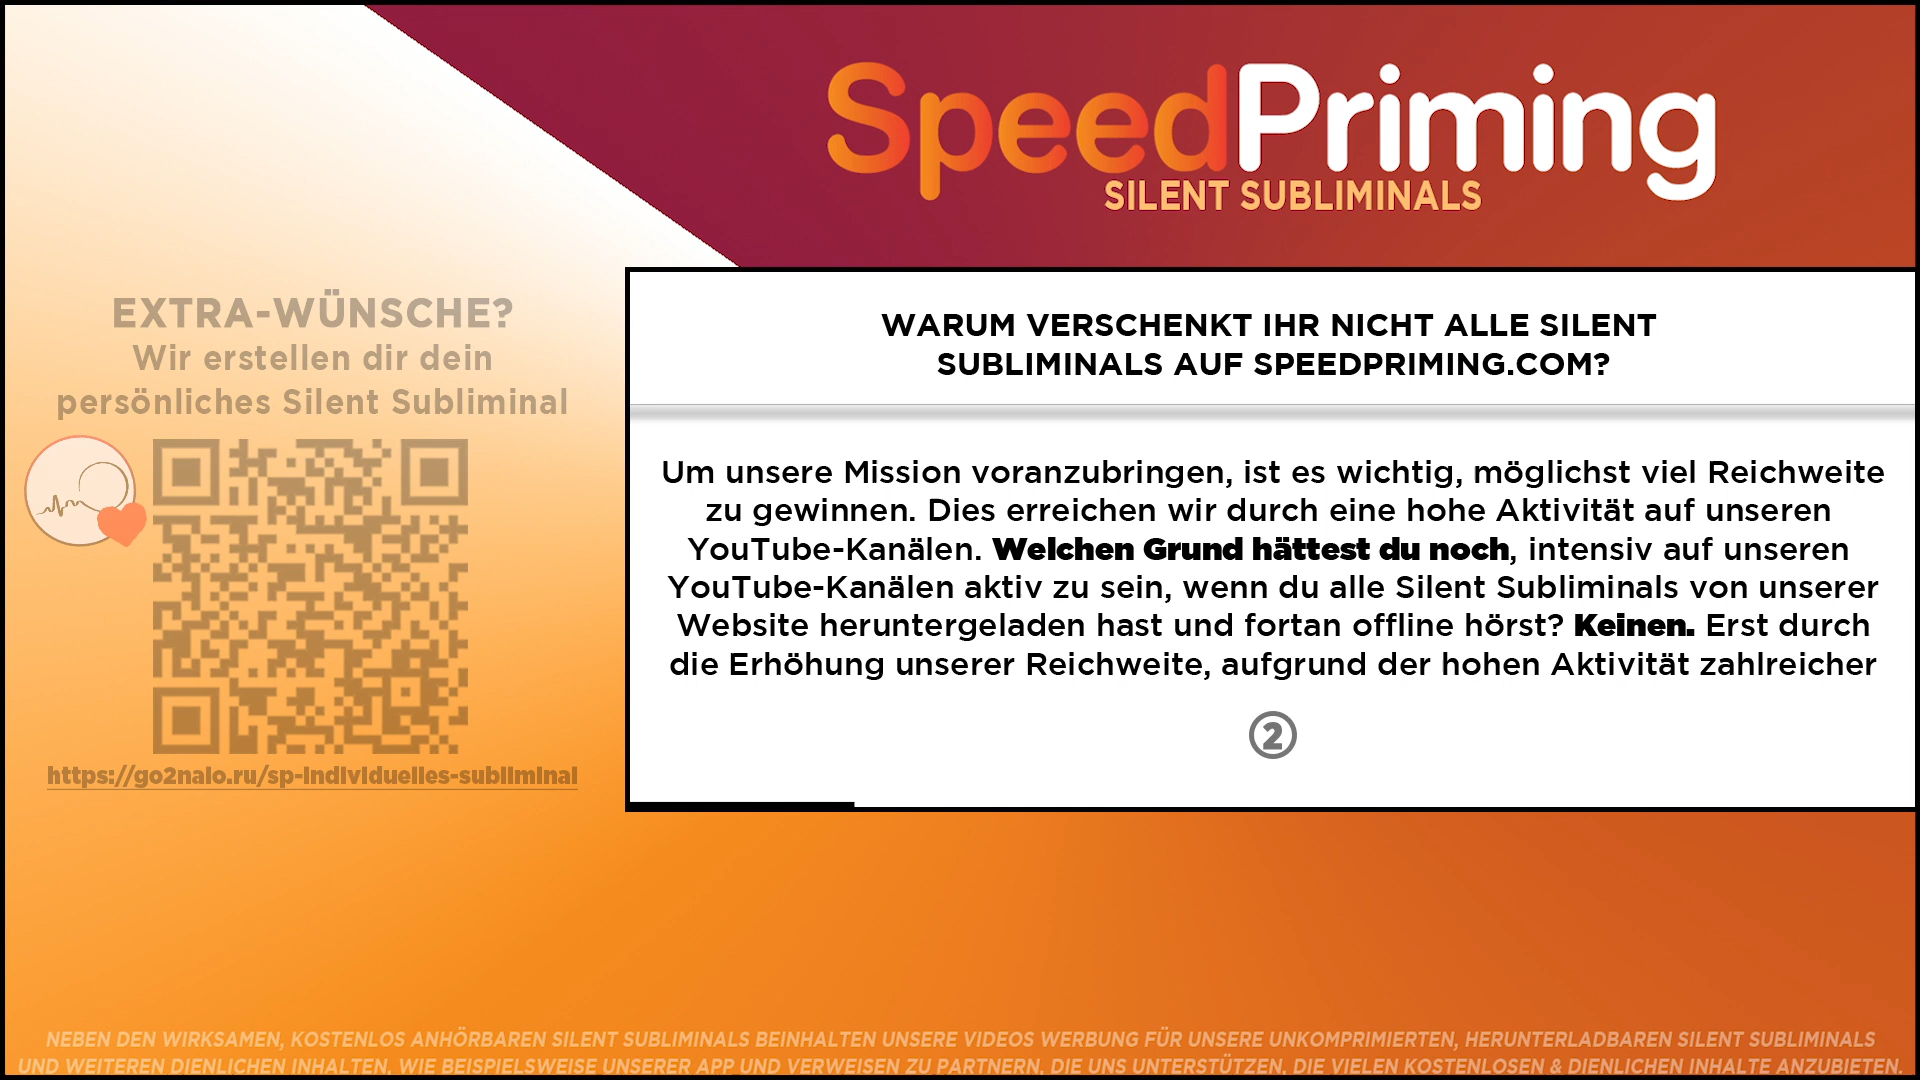 SpeedPriming
SILENT SUBLIMINALS
EXTRA-WÜNSCHE?
Wir erstellen dir dein
persönliches Silent Subliminal
https://go2nalo.ru/sp-individuelles-subliminal
WARUM VERSCHENKT IHR NICHT ALLE SILENT
SUBLIMINALS AUF SPEEDPRIMING.COM?
Um unsere Mission voranzubringen, ist es wichtig, möglichst viel Reichweite
zu gewinnen. Dies erreichen wir durch eine hohe Aktivität auf unseren
YouTube-Kanälen. Welchen Grund hättest du noch, intensiv auf unseren
YouTube-Kanälen aktiv zu sein, wenn du alle Silent Subliminals von unserer
Website heruntergeladen hast und fortan offline hörst? Keinen. Erst durch
die Erhöhung unserer Reichweite, aufgrund der hohen Aktivität zahlreicher
2
NEBEN DEN WIRKSAMEN, KOSTENLOS ANHÖRBAREN SILENT SUBLIMINALS BEINHALTEN UNSERE VIDEOS WERBUNG FÜR UNSERE UNKOMPRIMIERTEN, HERUNTERLADBAREN SILENT SUBLIMINALS
UND WEITEREN DIENLICHEN INHALTEN, WIE BEISPIELSWEISE UNSERER APP UND VERWEISEN ZU PARTNERN, DIE UNS UNTERSTÜTZEN, DIE VIELEN KOSTENLOSEN & DIENLICHEN INHALTE ANZUBIETEN.